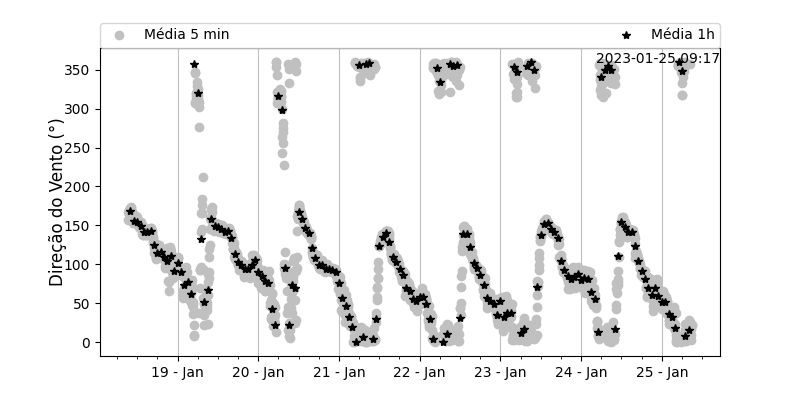 Média 5 min
Média 1h
2023-01-25 09:17
Direção do Vento (°)
350
300
250
200
150
100
50
0
19 - Jan
20 - Jan
21 - Jan
22 - Jan
23 - Jan
24 - Jan
25 - Jan